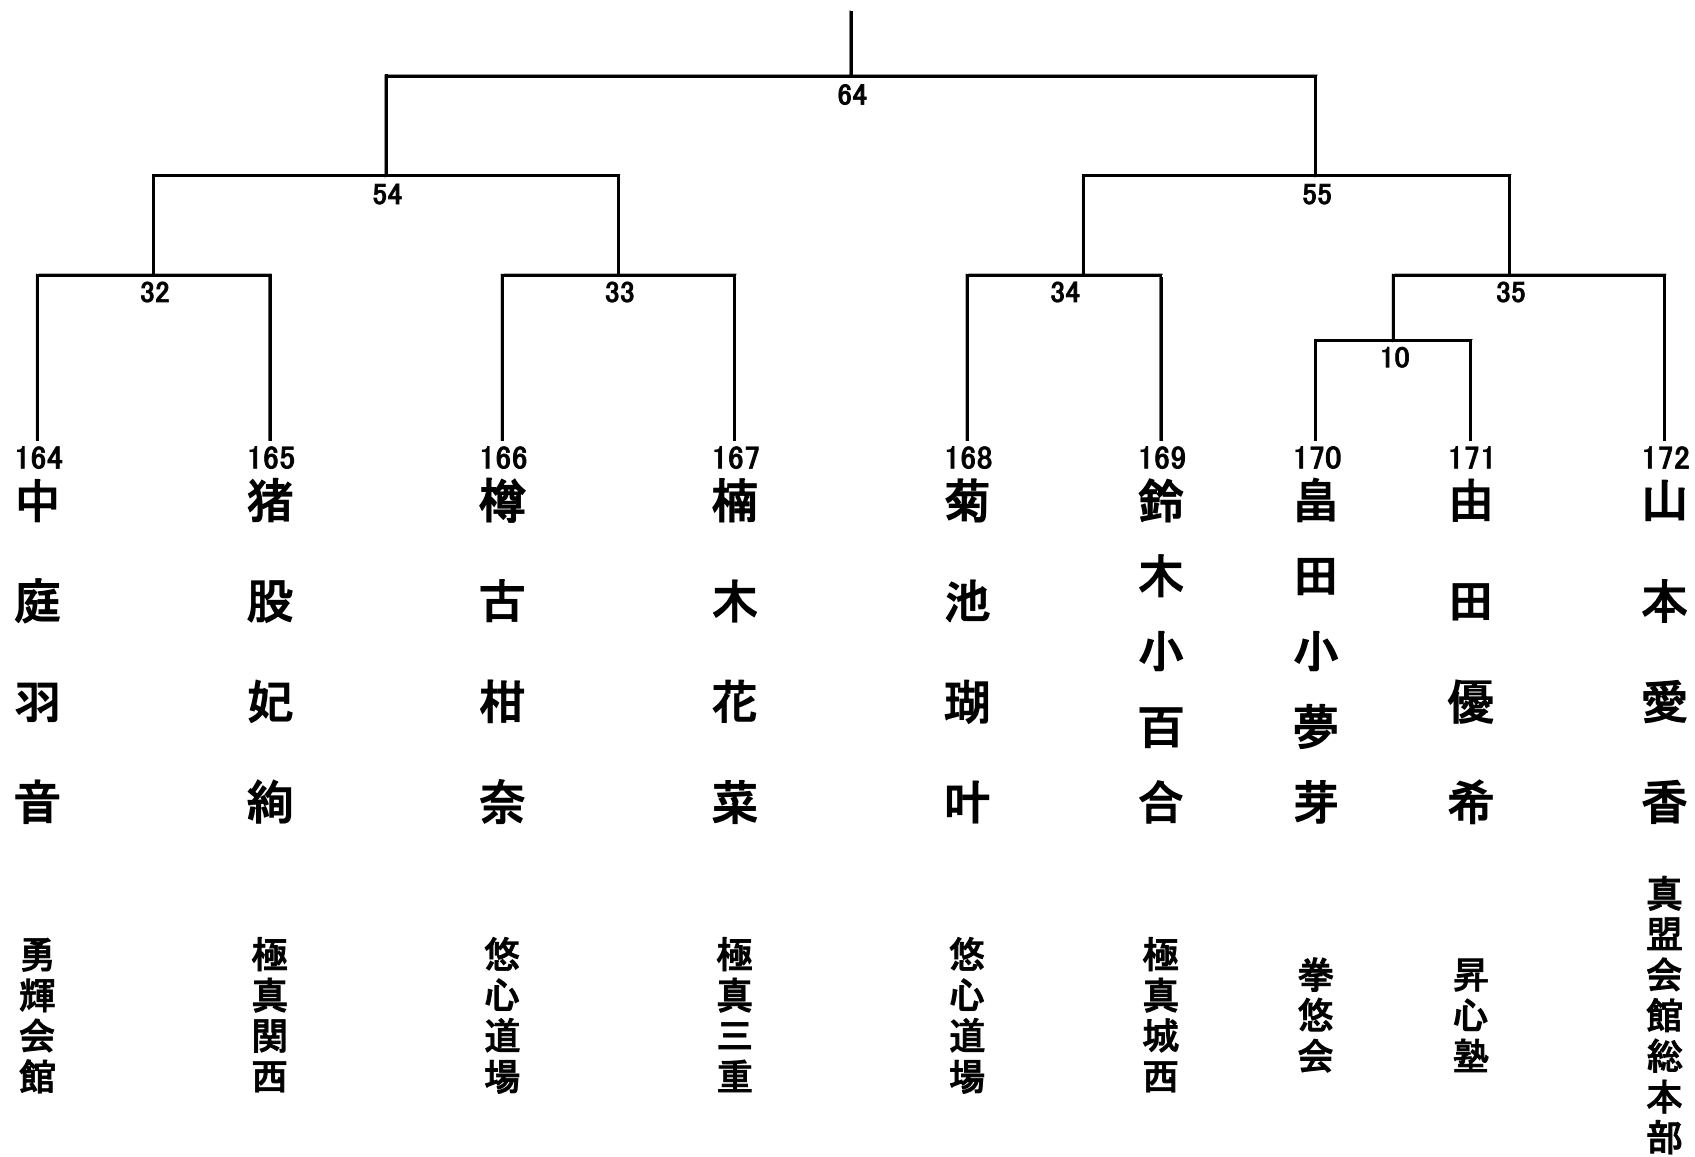 64
54
55
32
33
34
35
10
164
165
166
167
168
169
170
171
172
中庭羽音
猪股妃絢
樽古柑奈
楠木花菜
菊池瑚叶
鈴木小百合
畠田小夢芽
由田優希
山本愛香
勇輝会館
極真関西
悠心道場
極真三重
悠心道場
極真城西
拳悠会
昇心塾
真盟会館総本部